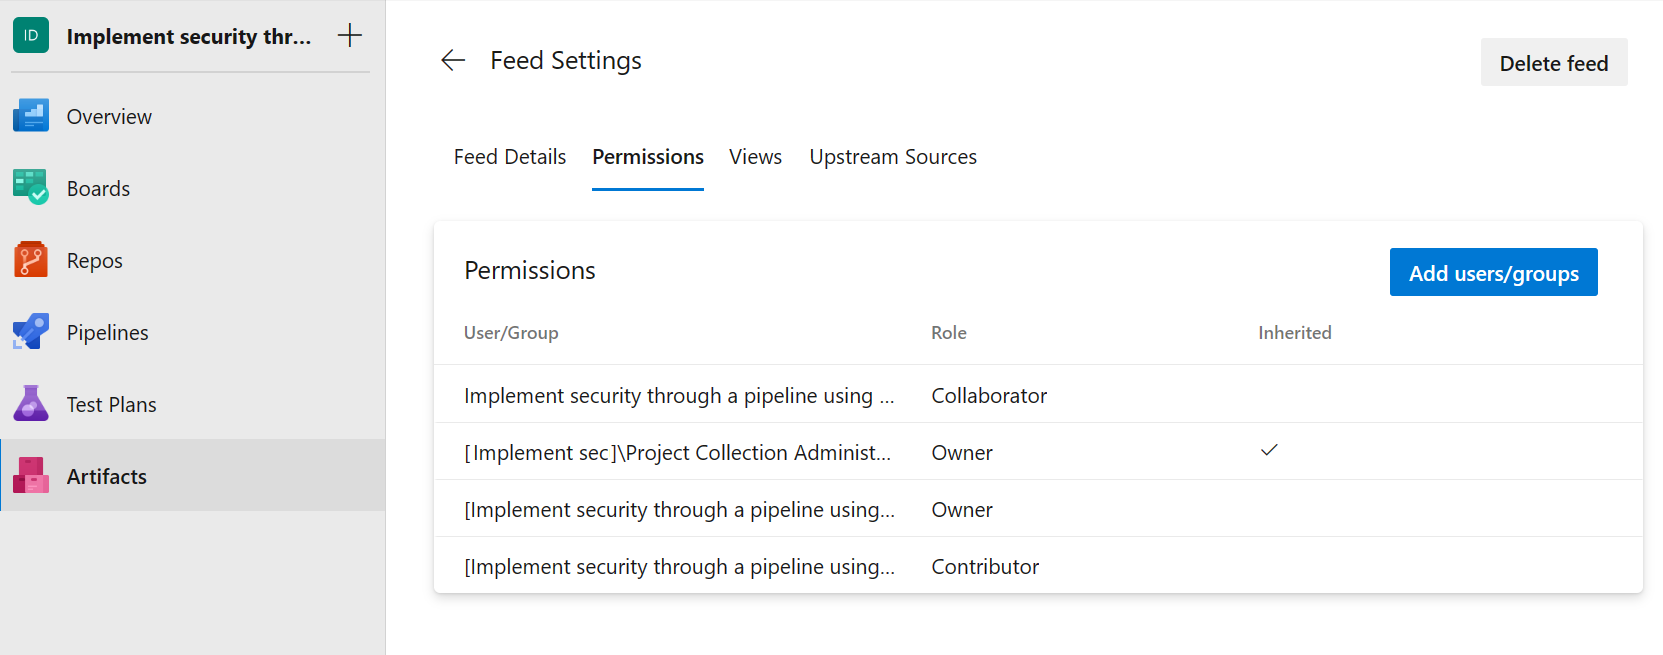 ID Implement security thr...
Overview
Boards
Repos
Pipelines
Test Plans
Artifacts
Feed Settings
Delete feed
Feed Details Permissions Views Upstream Sources
Permissions
Add users/groups
User/Group Role Inherited
Implement security through a pipeline using ... Collaborator
[Implement sec]\Project Collection Administ... Owner
[Implement security through a pipeline using... Owner
[Implement security through a pipeline using... Contributor